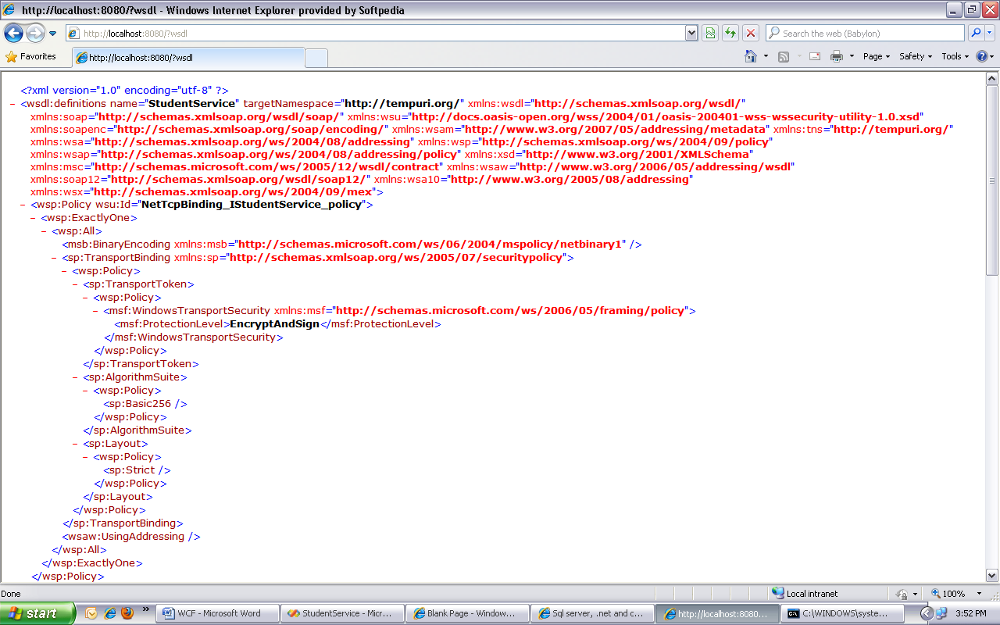 http://localhost:8080/?wsdl - Windows Internet Explorer provided by Softpedia
http://localhost:8080/?wsdl
Search the web (Babylon)
Favorites
http://localhost:8080/?wsdl
Page
Safety
Tools
<?xml version="1.0" encoding="utf-8" ?>
- <wsdl:definitions name="StudentService" targetNamespace="http://tempuri.org/" xmlns:wsdl="http://schemas.xmlsoap.org/wsdl/"
xmlns:soap="http://schemas.xmlsoap.org/wsdl/soap/" xmlns:wsu="http://docs.oasis-open.org/wss/2004/01/oasis-200401-wss-wssecurity-utility-1.0.xsd"
xmlns:soapenc="http://schemas.xmlsoap.org/soap/encoding/" xmlns:wsam="http://www.w3.org/2007/05/addressing/metadata" xmlns:tns="http://tempuri.org/"
xmlns:wsa="http://schemas.xmlsoap.org/ws/2004/08/addressing" xmlns:wsp="http://schemas.xmlsoap.org/ws/2004/09/policy"
xmlns:wsap="http://schemas.xmlsoap.org/ws/2004/08/addressing/policy" xmlns:xsd="http://www.w3.org/2001/XMLSchema"
xmlns:msc="http://schemas.microsoft.com/ws/2005/12/wsdl/contract" xmlns:wsaw="http://www.w3.org/2006/05/addressing/wsdl"
xmlns:soap12="http://schemas.xmlsoap.org/wsdl/soap12/" xmlns:wsa10="http://www.w3.org/2005/08/addressing"
xmlns:wsx="http://schemas.xmlsoap.org/ws/2004/09/mex">
- <wsp:Policy wsu:Id="NetTcpBinding_IStudentService_policy">
- <wsp:ExactlyOne>
- <wsp:All>
<msb:BinaryEncoding xmlns:msb="http://schemas.microsoft.com/ws/06/2004/mspolicy/netbinary1" />
- <sp:TransportBinding xmlns:sp="http://schemas.xmlsoap.org/ws/2005/07/securitypolicy">
- <wsp:Policy>
- <sp:TransportToken>
- <wsp:Policy>
- <msf:WindowsTransportSecurity xmlns:msf="http://schemas.microsoft.com/ws/2006/05/framing/policy">
<msf:ProtectionLevel>EncryptAndSign</msf:ProtectionLevel>
</msf:WindowsTransportSecurity>
</wsp:Policy>
</sp:TransportToken>
- <sp:AlgorithmSuite>
- <wsp:Policy>
<sp:Basic256 />
</wsp:Policy>
</sp:AlgorithmSuite>
- <sp:Layout>
- <wsp:Policy>
<sp:Strict />
</wsp:Policy>
</sp:Layout>
</wsp:Policy>
</sp:TransportBinding>
<wsaw:UsingAddressing />
</wsp:All>
</wsp:ExactlyOne>
</wsp:Policy>
Done
Local intranet
100%
start
WCF - Microsoft Word
StudentService - Micr...
Blank Page - Window...
Sql server, .net and c...
http://localhost:8080...
C:\WINDOWS\syste...
3:52 PM